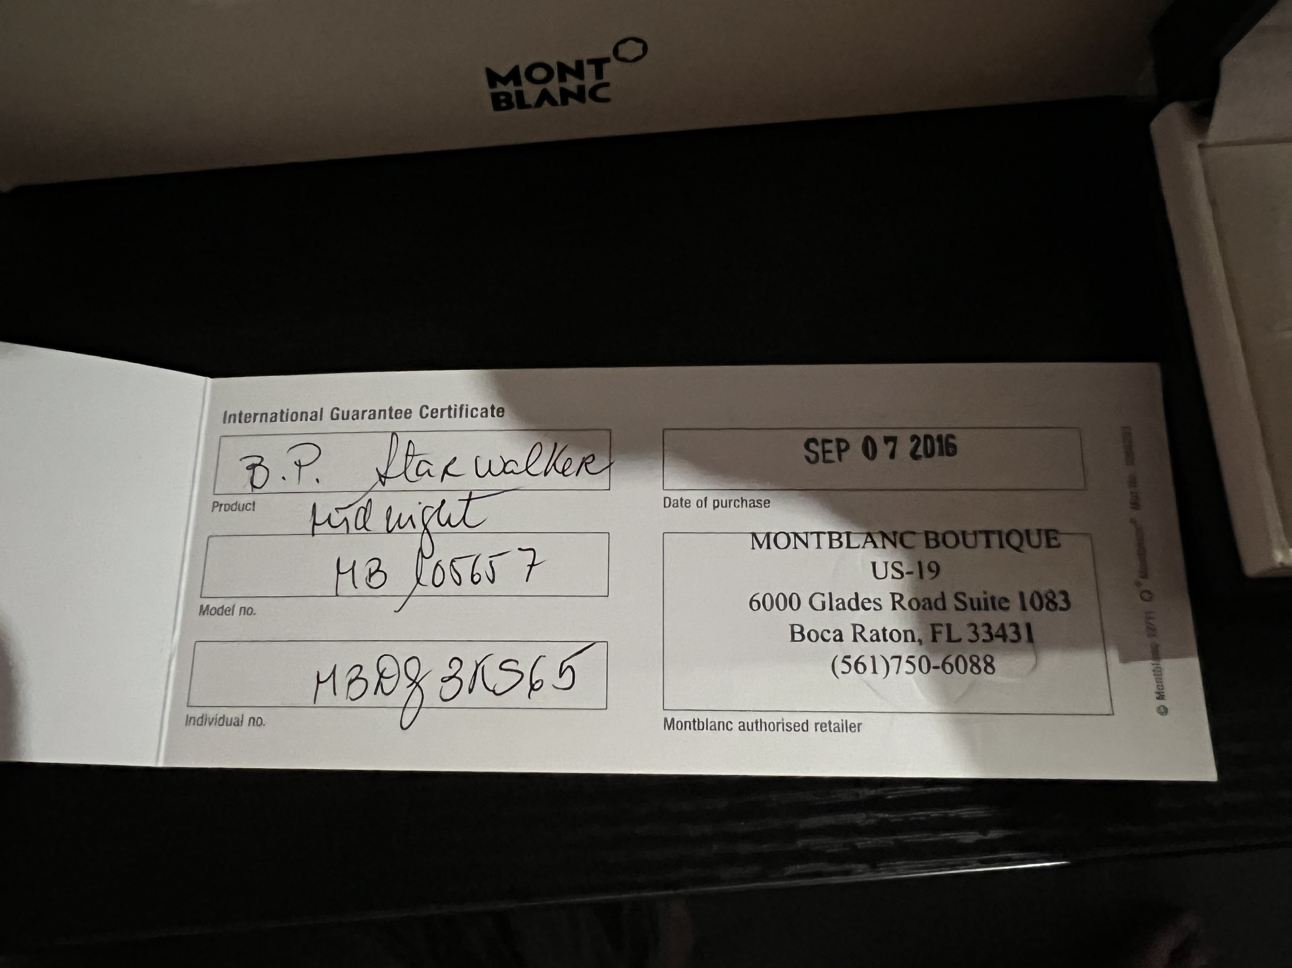 MONT
BLANC
International Guarantee Certificate
B.P. Starwalker
Product
Midnight
MB 105657
Model no.
Individual no.
SEP 07 2016
Date of purchase
MONTBLANC BOUTIQUE
US-19
6000 Glades Road Suite 1083
Boca Raton, FL 33431
(561)750-6088
Montblanc authorised retailer
© Montblanc